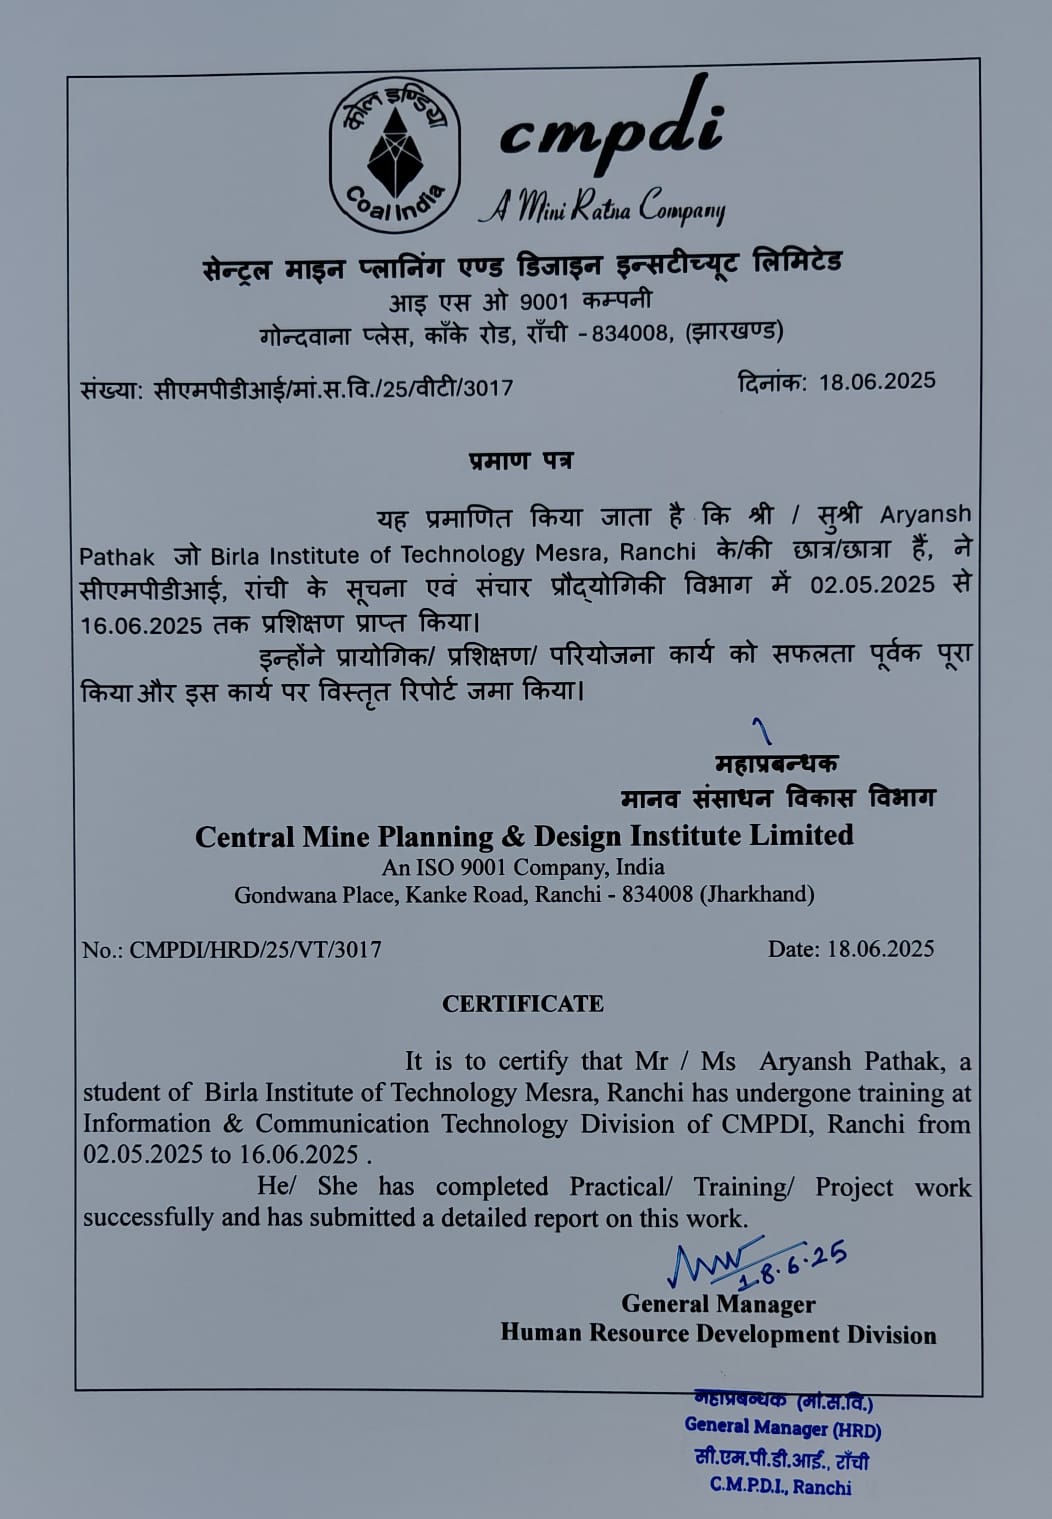 कोल इण्डिया
Coal India
cmpdi
A Mini Ratna Company
सेन्ट्रल माइन प्लानिंग एण्ड डिजाइन इन्सटीच्यूट लिमिटेड
आइ एस ओ 9001 कम्पनी
गोन्दवाना प्लेस, काँके रोड, राँची - 834008, (झारखण्ड)
संख्या: सीएमपीडीआई/मां.स.वि./25/वीटी/3017 दिनांक: 18.06.2025
प्रमाण पत्र
यह प्रमाणित किया जाता है कि श्री / सुश्री Aryansh
Pathak जो Birla Institute of Technology Mesra, Ranchi के/की छात्र/छात्रा हैं, ने
सीएमपीडीआई, रांची के सूचना एवं संचार प्रौद्योगिकी विभाग में 02.05.2025 से
16.06.2025 तक प्रशिक्षण प्राप्त किया।
इन्होंने प्रायोगिक/ प्रशिक्षण/ परियोजना कार्य को सफलता पूर्वक पूरा
किया और इस कार्य पर विस्तृत रिपोर्ट जमा किया।
महाप्रबन्धक
मानव संसाधन विकास विभाग
Central Mine Planning & Design Institute Limited
An ISO 9001 Company, India
Gondwana Place, Kanke Road, Ranchi - 834008 (Jharkhand)
No.: CMPDI/HRD/25/VT/3017 Date: 18.06.2025
CERTIFICATE
It is to certify that Mr / Ms Aryansh Pathak, a
student of Birla Institute of Technology Mesra, Ranchi has undergone training at
Information & Communication Technology Division of CMPDI, Ranchi from
02.05.2025 to 16.06.2025 .
He/ She has completed Practical/ Training/ Project work
successfully and has submitted a detailed report on this work.
18.6.25
General Manager
Human Resource Development Division
महाप्रबन्धक (मां.स.वि.)
General Manager (HRD)
सी.एम.पी.डी.आई., राँची
C.M.P.D.I., Ranchi